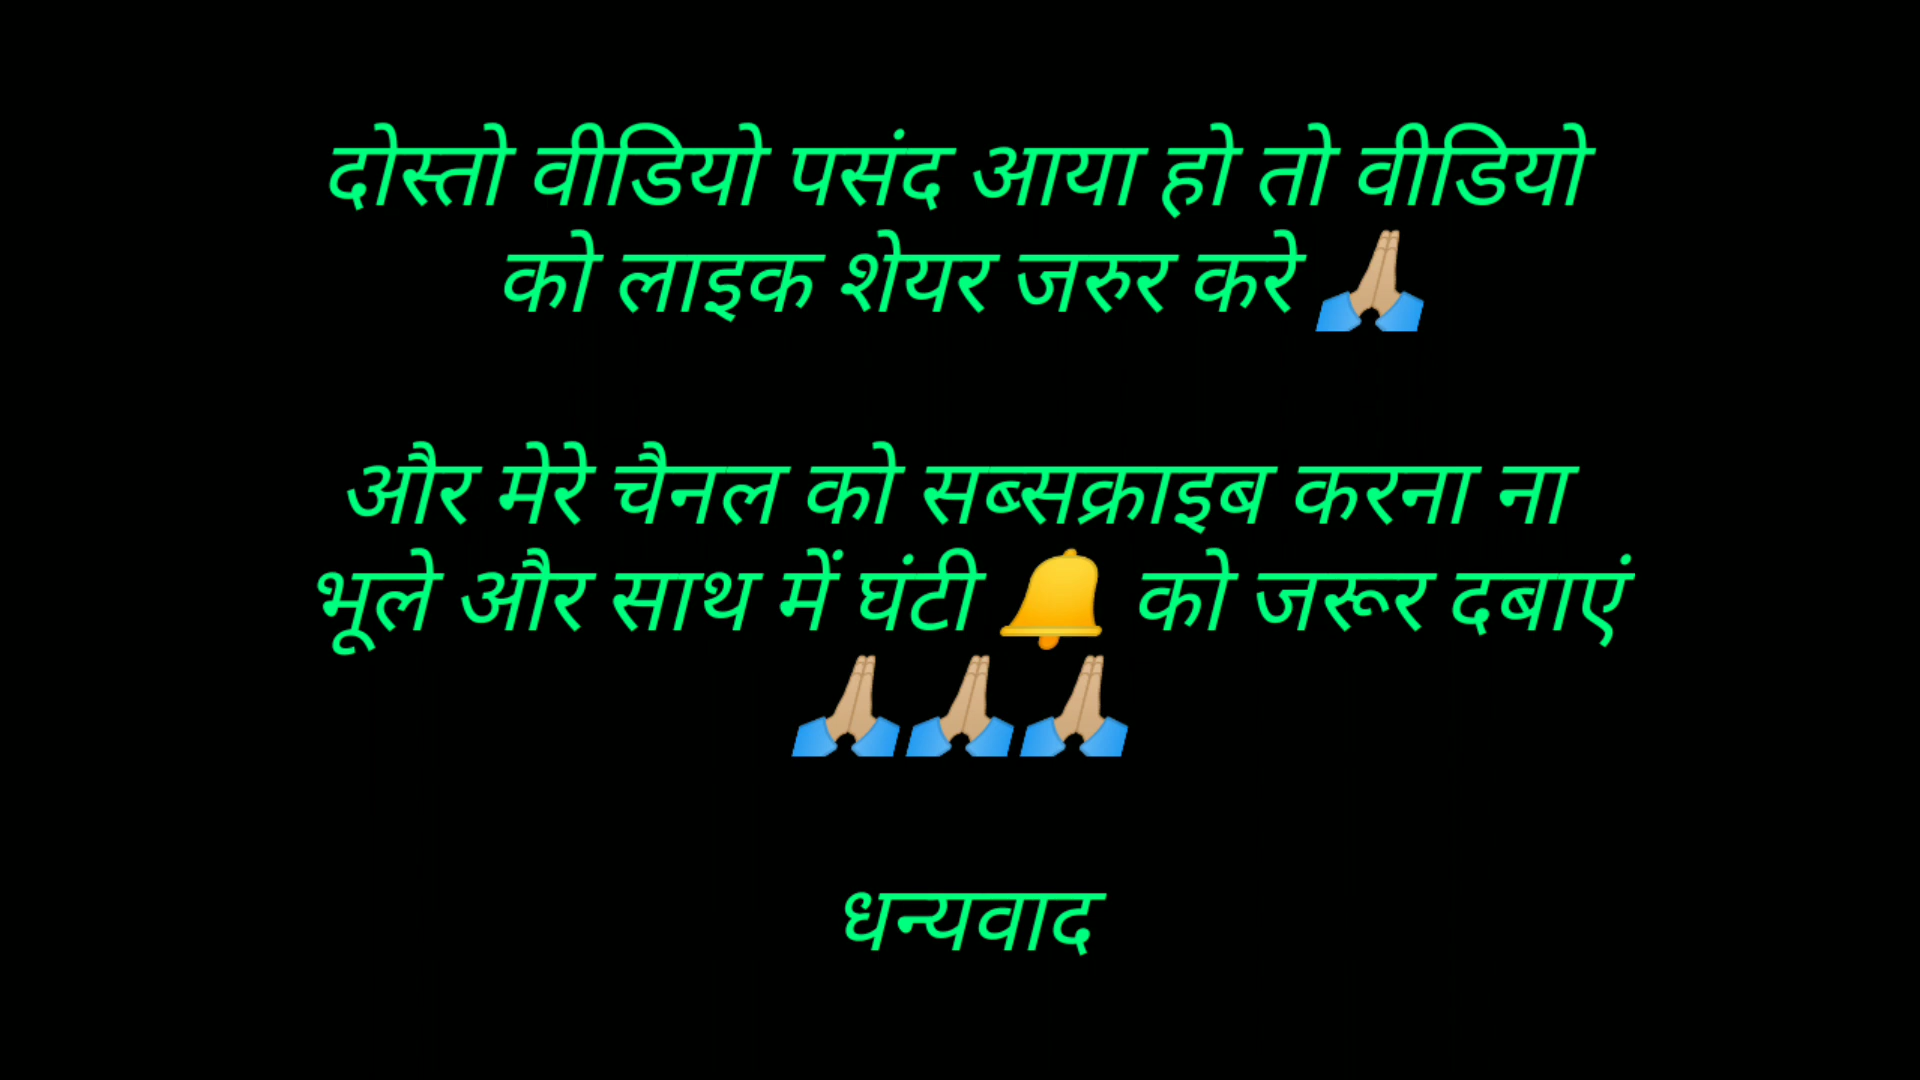 दोस्तो वीडियो पसंद आया हो तो वीडियो
को लाइक शेयर जरुर करे 🙏🏼
और मेरे चैनल को सब्सक्राइब करना ना
भूले और साथ में घंटी 🔔 को जरूर दबाएं
🙏🏼🙏🏼🙏🏼
धन्यवाद